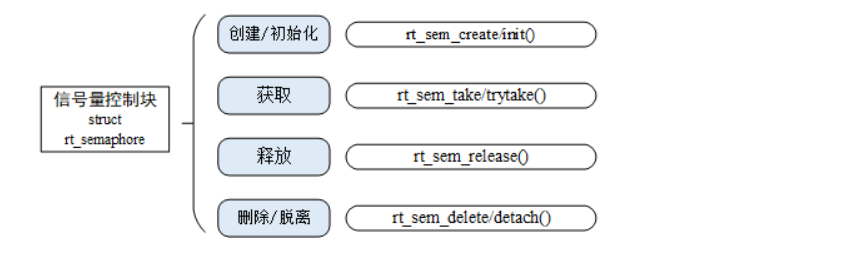 信号量控制块
struct
rt_semaphore
创建/初始化
rt_sem_create/init()
获取
rt_sem_take/trytake()
释放
rt_sem_release()
删除/脱离
rt_sem_delete/detach()